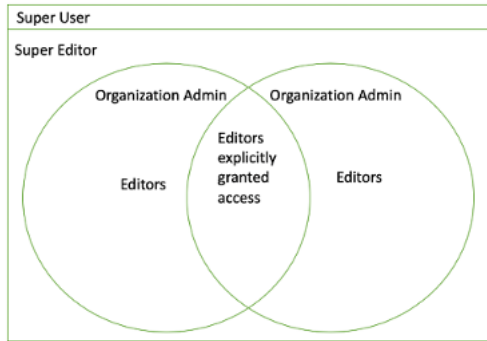 Super User
Super Editor
Organization Admin
Organization Admin
Editors
explicitly
granted
access
Editors
Editors